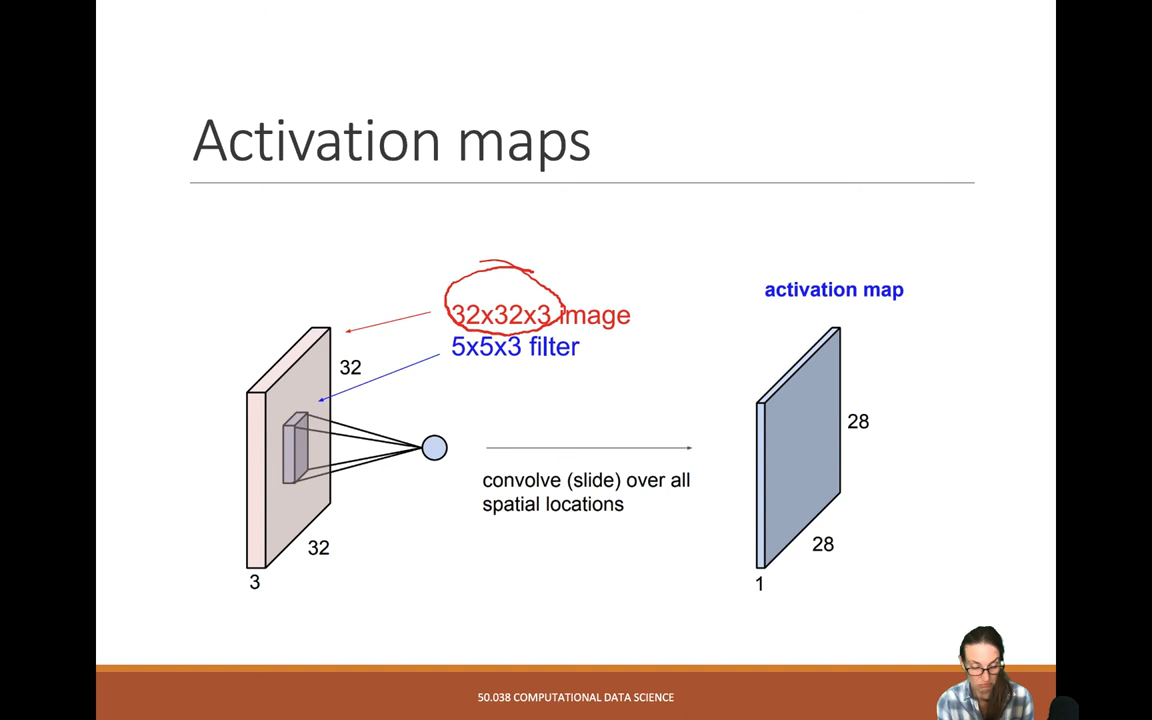 Activation maps
32x32x3 image
5x5x3 filter
activation map
32
28
convolve (slide) over all
spatial locations
32
28
3
1
50.038 COMPUTATIONAL DATA SCIENCE